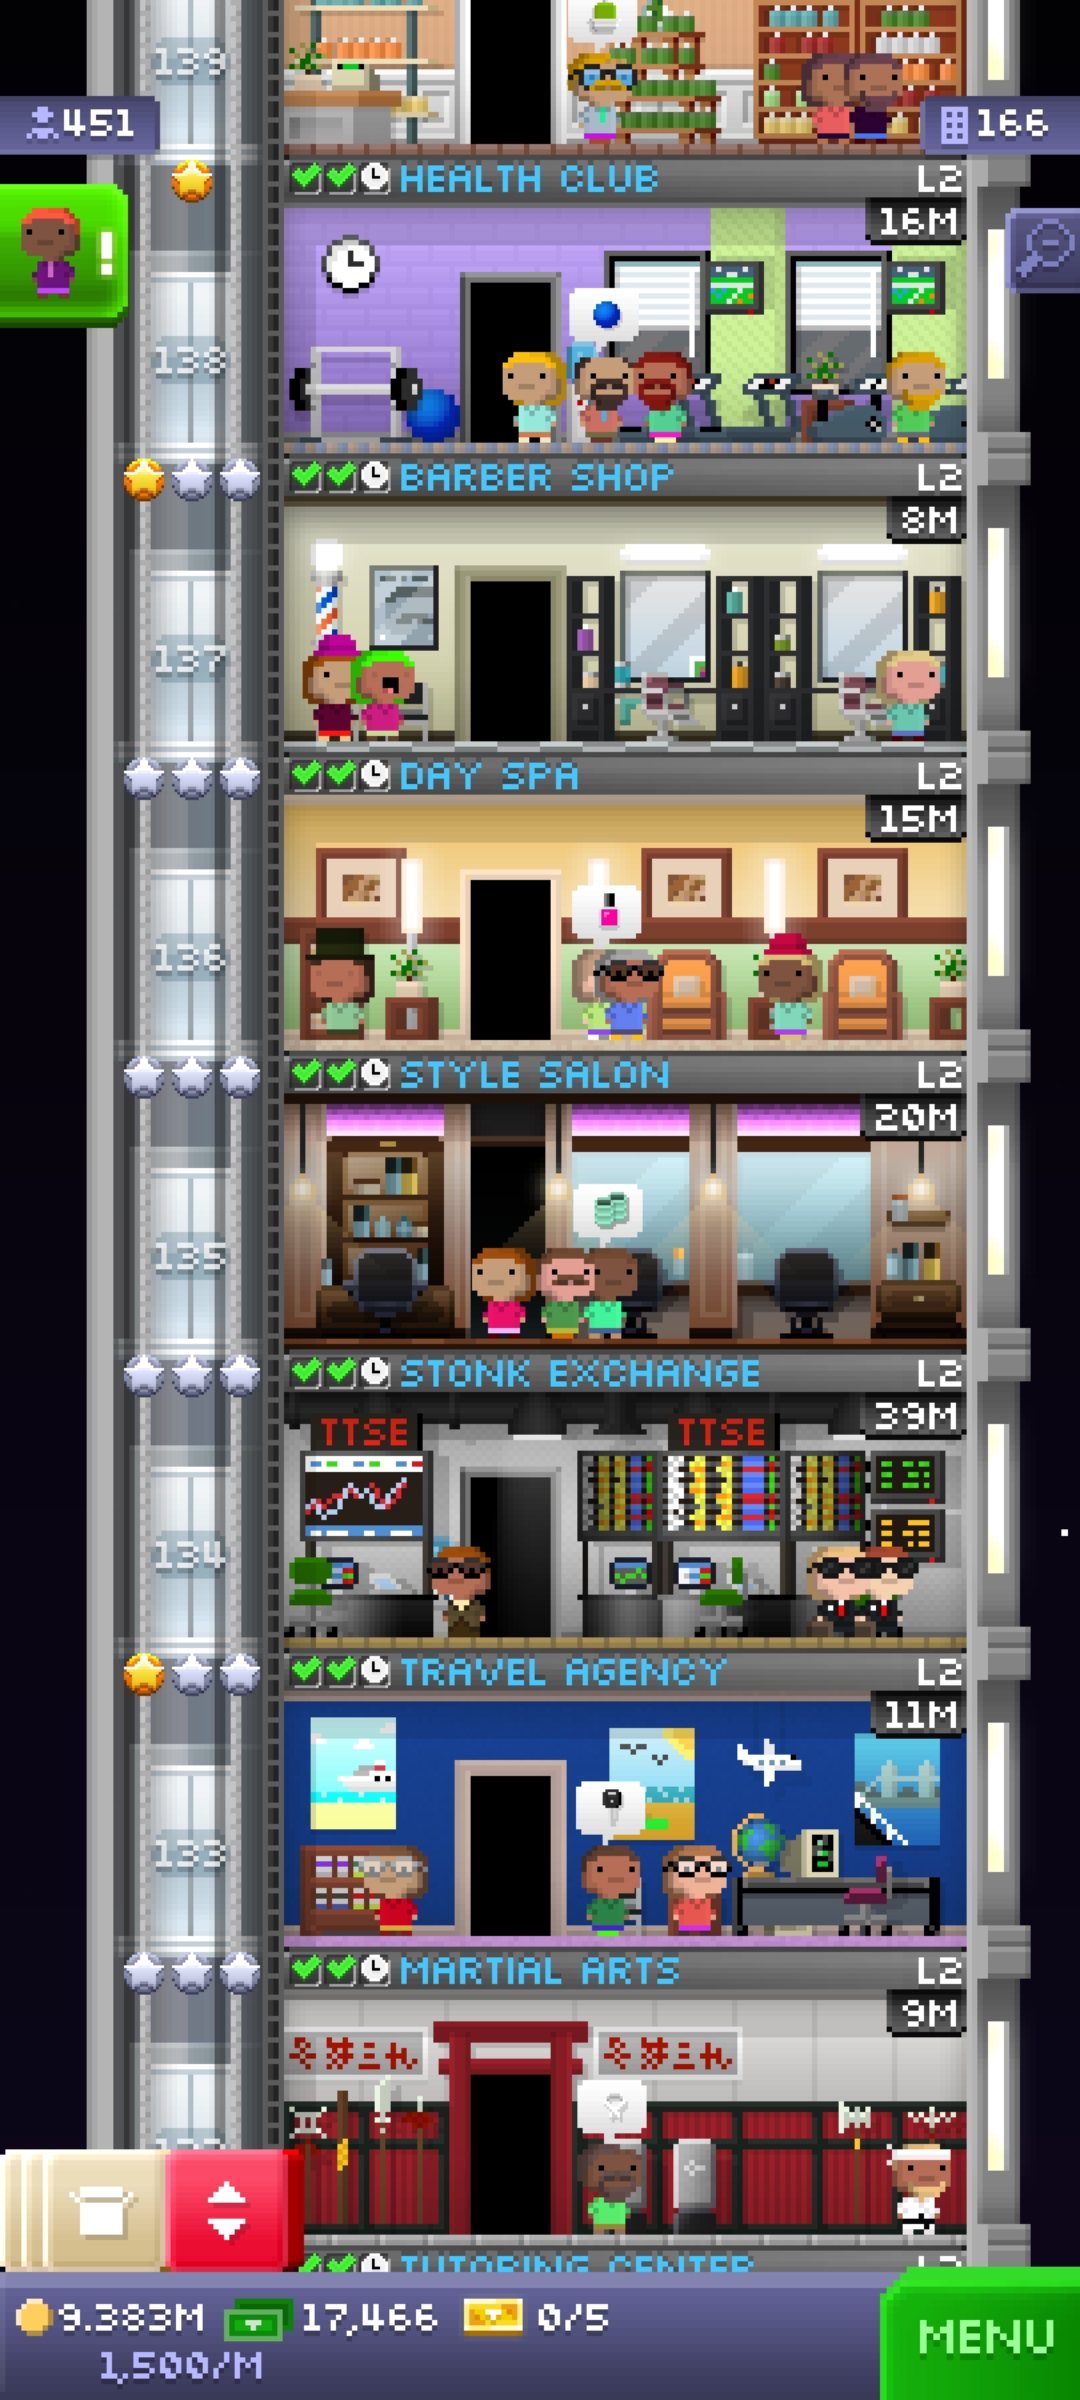 139
451
166
HEALTH CLUB L2
16M
!
138
BARBER SHOP L2
8M
137
DAY SPA L2
15M
136
STYLE SALON L2
20M
135
STONK EXCHANGE L2
39M
TTSE TTSE
134
TRAVEL AGENCY L2
11M
133
MARTIAL ARTS L2
9M
TUTORING CENTER L2
9.383M 17,466 0/5
1,500/M
MENU